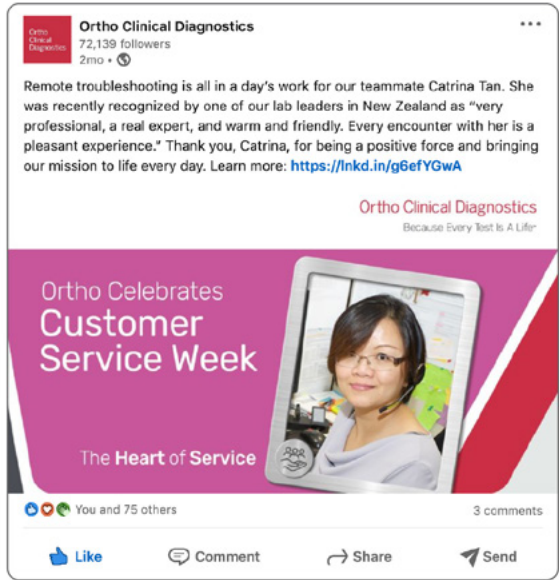 Ortho
Clinical
Diagnostics
Ortho Clinical Diagnostics
72,139 followers
2mo •
Remote troubleshooting is all in a day's work for our teammate Catrina Tan. She
was recently recognized by one of our lab leaders in New Zealand as “very
professional, a real expert, and warm and friendly. Every encounter with her is a
pleasant experience.” Thank you, Catrina, for being a positive force and bringing
our mission to life every day. Learn more: https://lnkd.in/g6efYGwA
Ortho Clinical Diagnostics
Because Every Test Is A Life℠
Ortho Celebrates
Customer
Service Week
The Heart of Service
You and 75 others
3 comments
Like
Comment
Share
Send